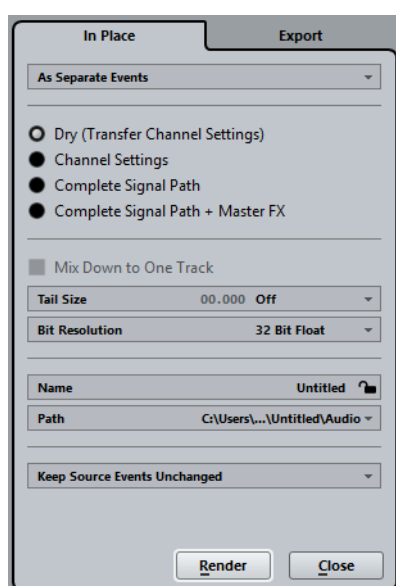 In Place Export
As Separate Events
Dry (Transfer Channel Settings)
Channel Settings
Complete Signal Path
Complete Signal Path + Master FX
Mix Down to One Track
Tail Size 00.000 Off
Bit Resolution 32 Bit Float
Name Untitled
Path C:\Users\...\Untitled\Audio
Keep Source Events Unchanged
Render Close